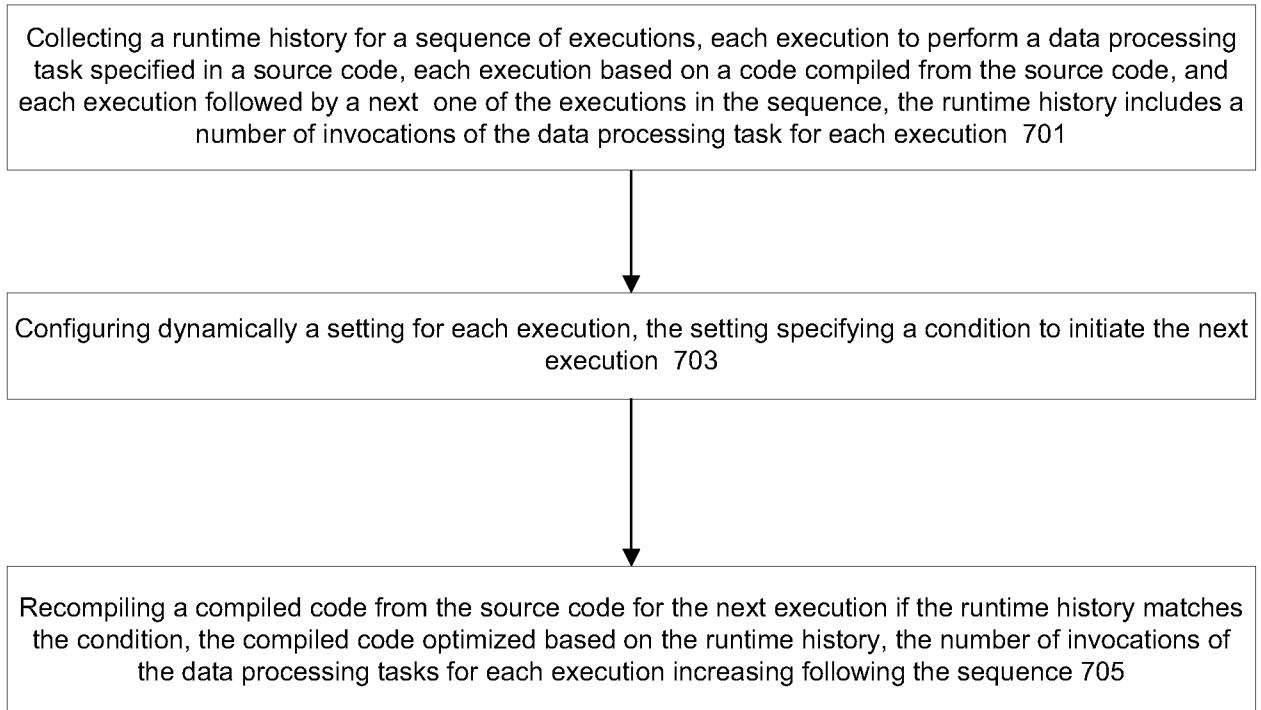 Collecting a runtime history for a sequence of executions, each execution to perform a data processing
task specified in a source code, each execution based on a code compiled from the source code, and
each execution followed by a next one of the executions in the sequence, the runtime history includes a
number of invocations of the data processing task for each execution 701
Configuring dynamically a setting for each execution, the setting specifying a condition to initiate the next
execution 703
Recompiling a compiled code from the source code for the next execution if the runtime history matches
the condition, the compiled code optimized based on the runtime history, the number of invocations of
the data processing tasks for each execution increasing following the sequence 705